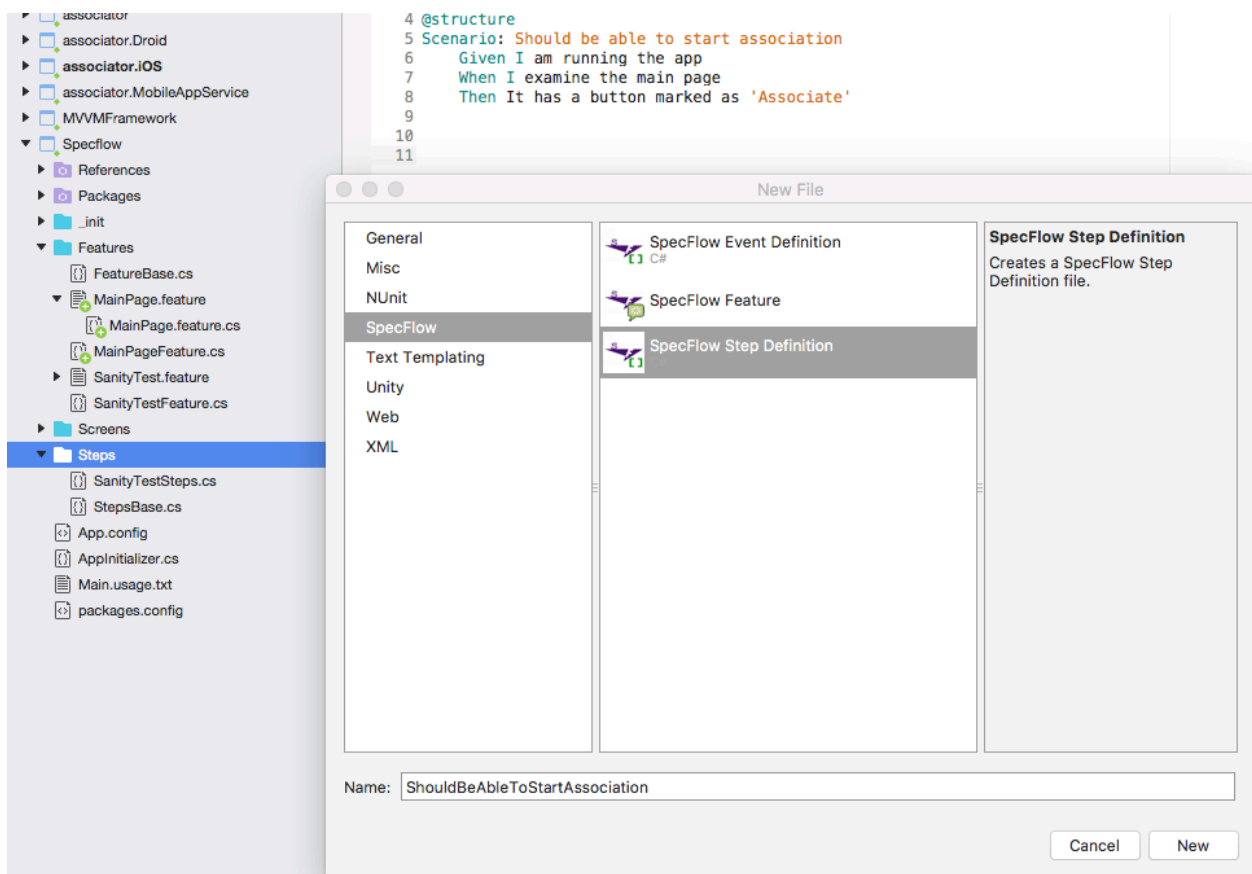 associator
associator.Droid
associator.iOS
associator.MobileAppService
MVVMFramework
Specflow
References
Packages
_init
Features
FeatureBase.cs
MainPage.feature
MainPage.feature.cs
MainPageFeature.cs
SanityTest.feature
SanityTestFeature.cs
Screens
Steps
SanityTestSteps.cs
StepsBase.cs
App.config
AppInitializer.cs
Main.usage.txt
packages.config
4 @structure
5 Scenario: Should be able to start association
6 Given I am running the app
7 When I examine the main page
8 Then It has a button marked as 'Associate'
9
10
11
New File
General
Misc
NUnit
SpecFlow
Text Templating
Unity
Web
XML
SpecFlow Event Definition
C#
SpecFlow Feature
SpecFlow Step Definition
SpecFlow Step Definition
Creates a SpecFlow Step
Definition file.
Name: ShouldBeAbleToStartAssociation
Cancel New